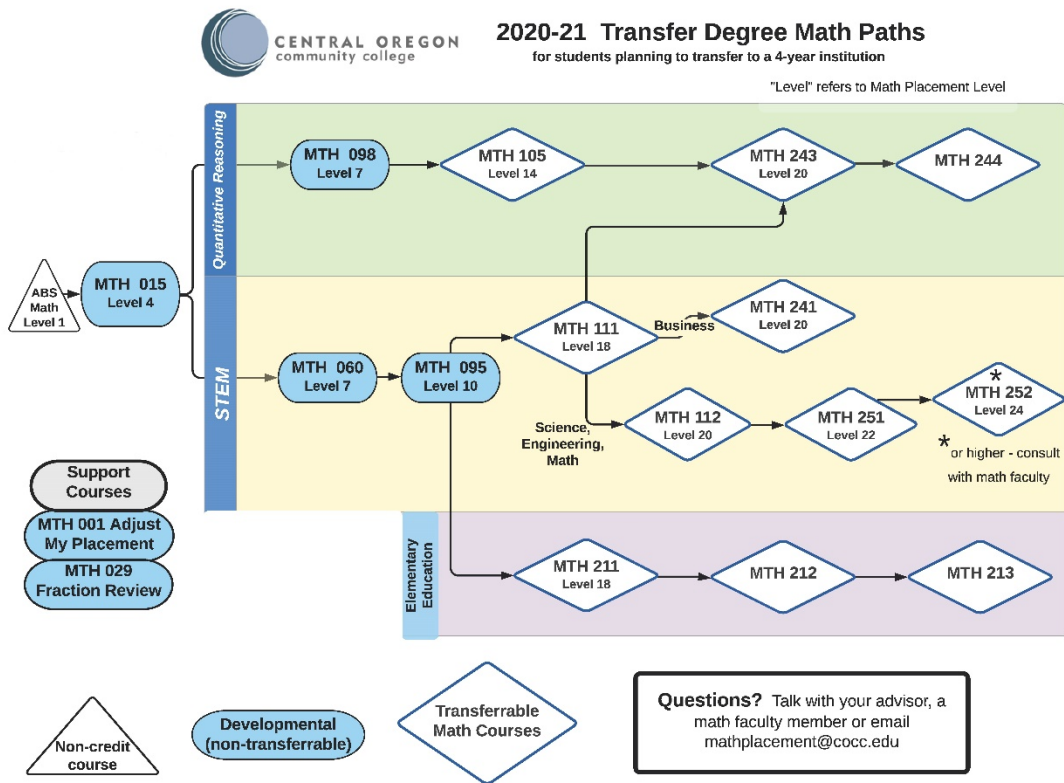 CENTRAL OREGON
community college
2020-21 Transfer Degree Math Paths
for students planning to transfer to a 4-year institution
"Level" refers to Math Placement Level
Quantitative Reasoning
MTH 098
Level 7
MTH 105
Level 14
MTH 243
Level 20
MTH 244
ABS
Math
Level 1
MTH 015
Level 4
STEM
MTH 060
Level 7
MTH 095
Level 10
MTH 111
Level 18
Business
MTH 241
Level 20
Science,
Engineering,
Math
MTH 112
Level 20
MTH 251
Level 22
*
MTH 252
Level 24
* or higher - consult
with math faculty
Support
Courses
MTH 001 Adjust
My Placement
MTH 029
Fraction Review
Elementary
Education
MTH 211
Level 18
MTH 212
MTH 213
Non-credit
course
Developmental
(non-transferrable)
Transferrable
Math Courses
Questions? Talk with your advisor, a
math faculty member or email
mathplacement@cocc.edu